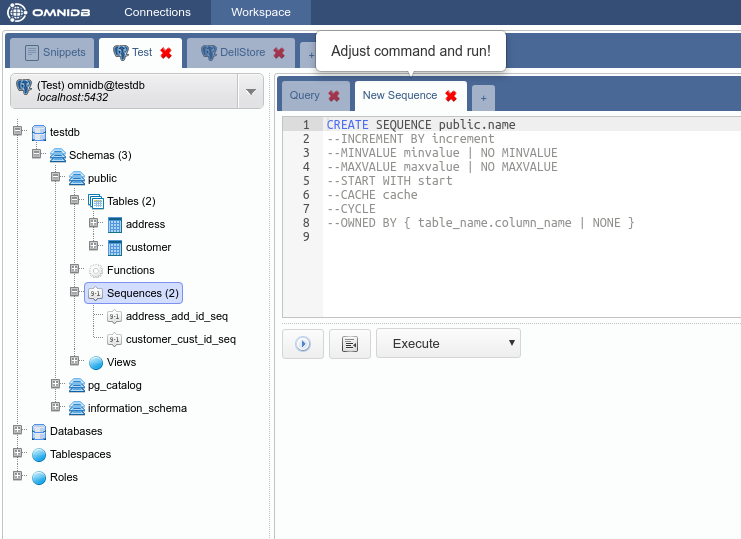 OMNIDB Connections Workspace
Snippets Test DellStore +
Adjust command and run!
(Test) omnidb@testdb
localhost:5432
Query New Sequence +
testdb
Schemas (3)
public
Tables (2)
address
customer
Functions
Sequences (2)
address_add_id_seq
customer_cust_id_seq
Views
pg_catalog
information_schema
Databases
Tablespaces
Roles
1 CREATE SEQUENCE public.name
2 --INCREMENT BY increment
3 --MINVALUE minvalue | NO MINVALUE
4 --MAXVALUE maxvalue | NO MAXVALUE
5 --START WITH start
6 --CACHE cache
7 --CYCLE
8 --OWNED BY { table_name.column_name | NONE }
9
Execute